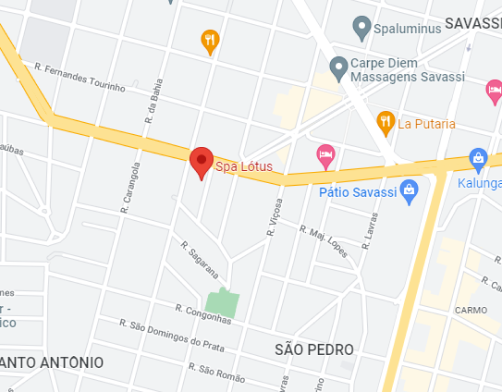 SAVASSI
Spaluminus
Carpe Diem
Massagens Savassi
R. Fernandes Tourinho
R. da Bahia
La Putaria
Spa Lótus
Kalunga
Pátio Savassi
R. Carangola
R. Viçosa
R. Maj. Lopes
R. Lavras
R. Sagarana
R. Congonhas
CARMO
R. São Domingos do Prata
SÃO PEDRO
ANTO ANTÔNIO
R. São Romão